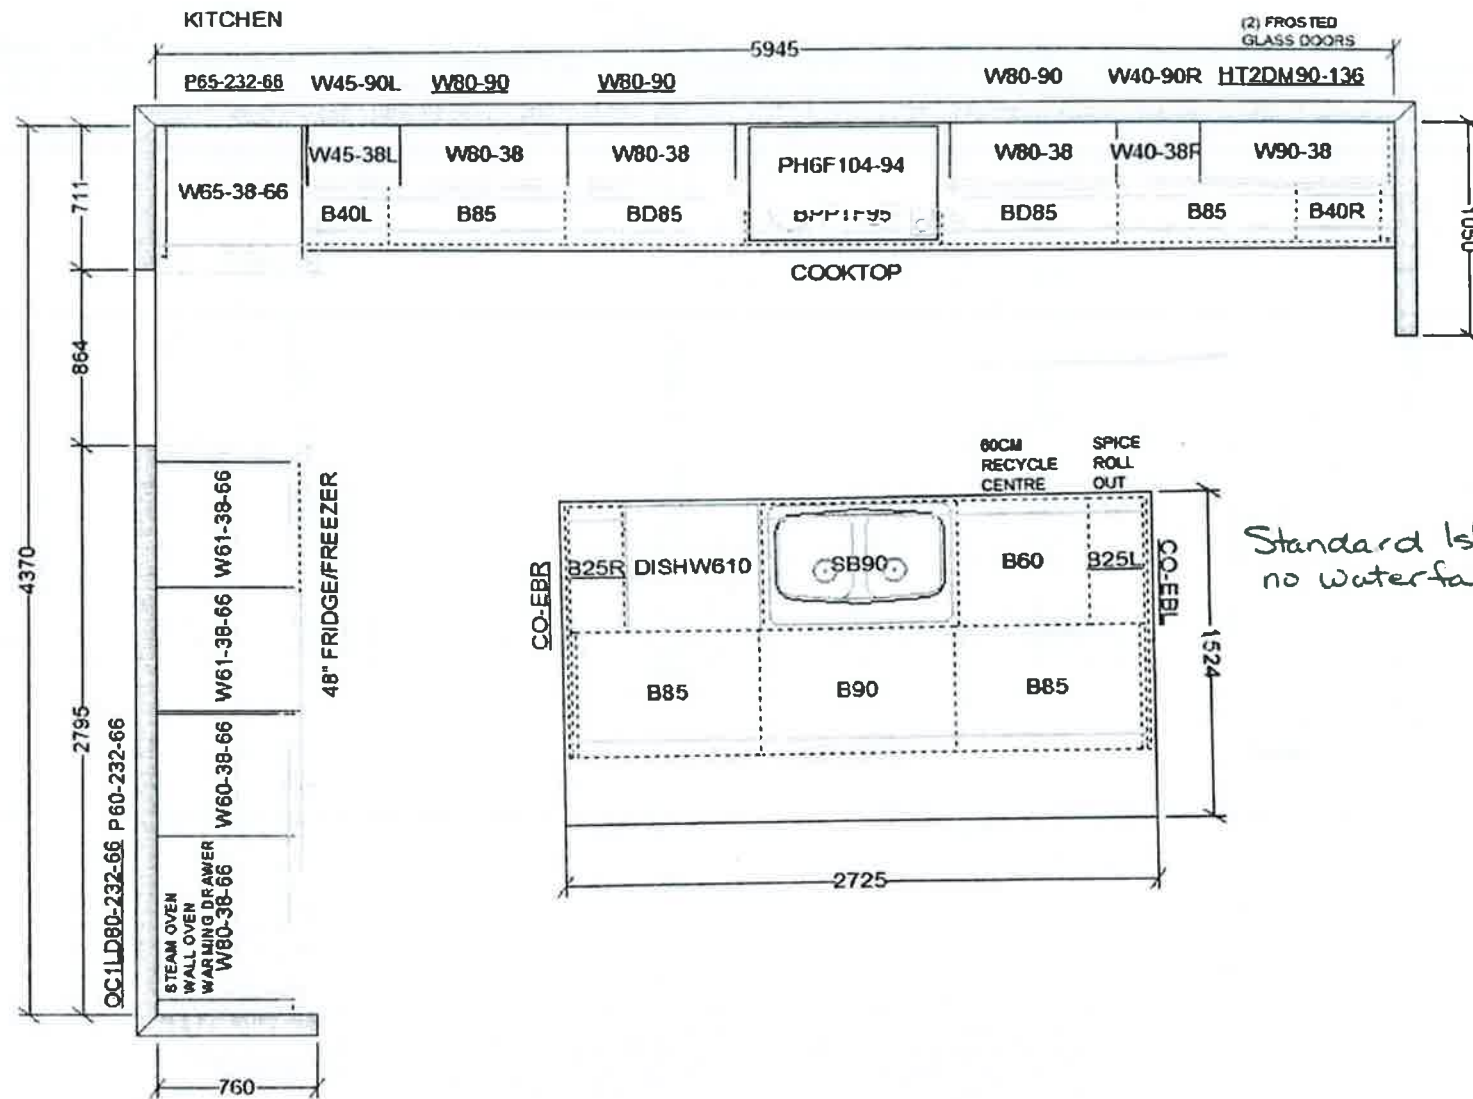 KITCHEN
(2) FROSTED
GLASS DOORS
5945
P65-232-66 W45-90L W80-90 W80-90 W80-90 W40-90R HT2DM90-136
W65-38-66 W45-38L W80-38 W80-38 PH6F104-94 W80-38 W40-38R W90-38
B40L B85 BD85 BPP1F95 BD85 B85 B40R
COOKTOP
711
864
2795
4370
1050
W61-38-66
W61-38-66
W60-38-66
W80-38-66
48" FRIDGE/FREEZER
STEAM OVEN
WALL OVEN
WARMING DRAWER
OC1LD80-232-66 P60-232-66
760
60CM
RECYCLE
CENTRE
SPICE
ROLL
OUT
CO-EBR
B25R DISHW610 SB90 B60 B25L
CO-EBL
B85 B90 B85
1524
2725
Standard
no